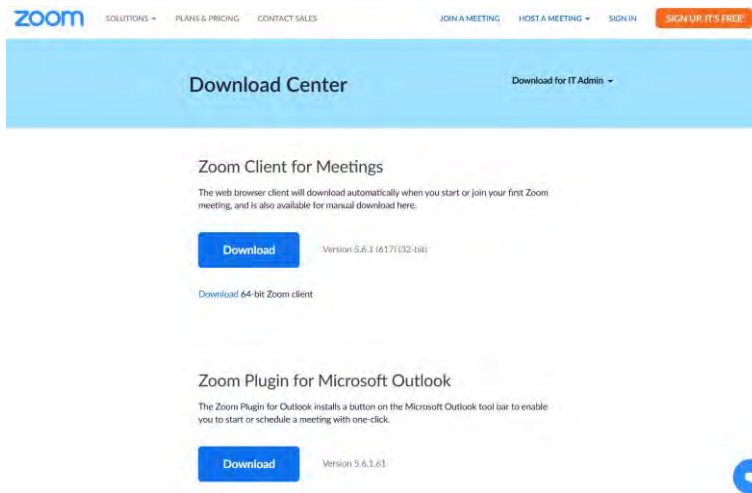 zoom SOLUTIONS PLANS & PRICING CONTACT SALES JOIN A MEETING HOST A MEETING SIGN IN SIGN UP, IT'S FREE
Download Center Download for IT Admin
Zoom Client for Meetings
The web browser client will download automatically when you start or join your first Zoom
meeting, and is also available for manual download here.
Download Version 5.6.1 (617) (32-bit)
Download 64-bit Zoom client
Zoom Plugin for Microsoft Outlook
The Zoom Plugin for Outlook installs a button on the Microsoft Outlook tool bar to enable
you to start or schedule a meeting with one-click.
Download Version 5.6.1.61